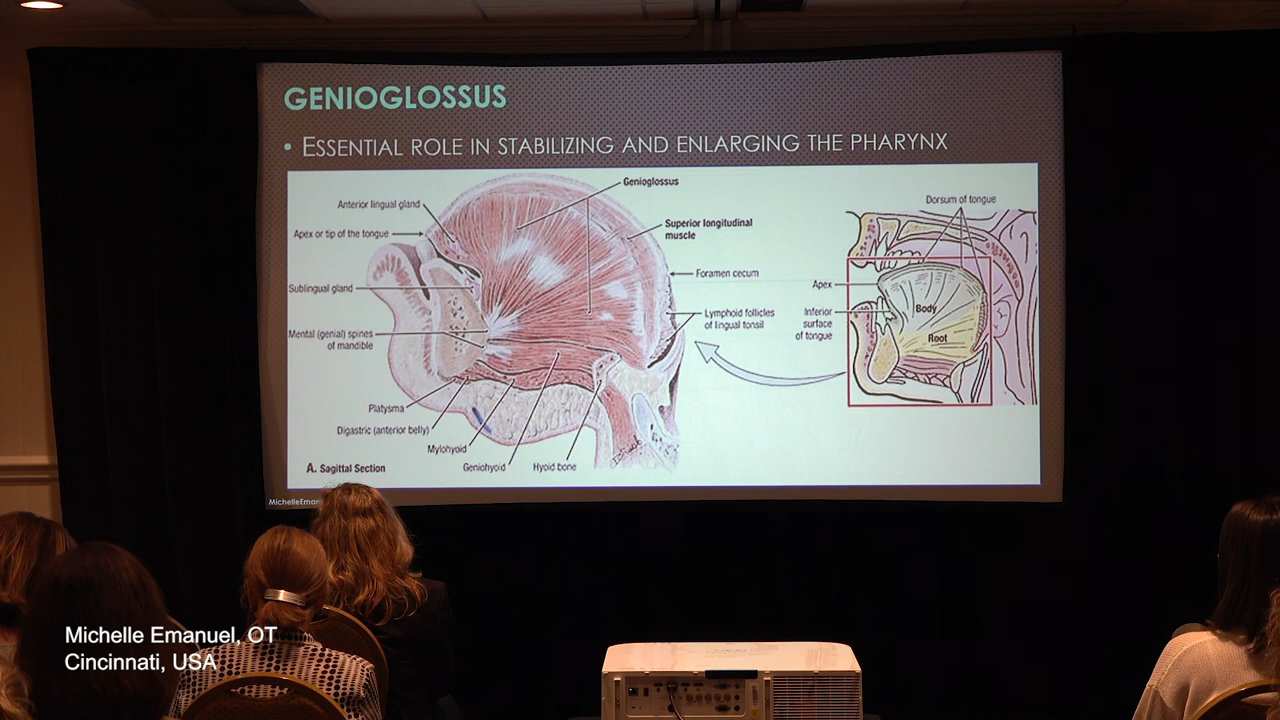 GENIOGLOSSUS
• ESSENTIAL ROLE IN STABILIZING AND ENLARGING THE PHARYNX
Genioglossus
Anterior lingual gland
Apex or tip of the tongue
Superior longitudinal
muscle
Foramen cecum
Sublingual gland
Lymphoid follicles
of lingual tonsil
Mental (genial) spines
of mandible
Platysma
Digastric (anterior belly)
Mylohyoid
Geniohyoid
Hyoid bone
A. Sagittal Section
Dorsum of tongue
Apex
Inferior
surface
of tongue
Body
Root
Michelle Emanuel, OT
Cincinnati, USA